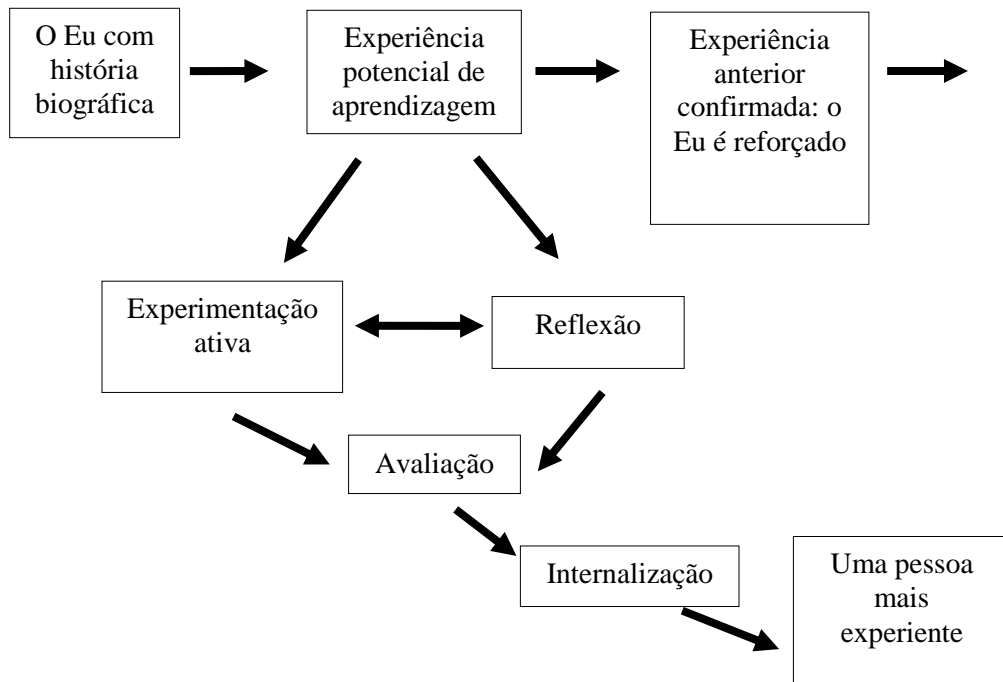 O Eu com
história
biográfica
Experiência
potencial de
aprendizagem
Experiência
anterior
confirmada: o
Eu é reforçado
Experimentação
ativa
Reflexão
Avaliação
Internalização
Uma pessoa
mais
experiente